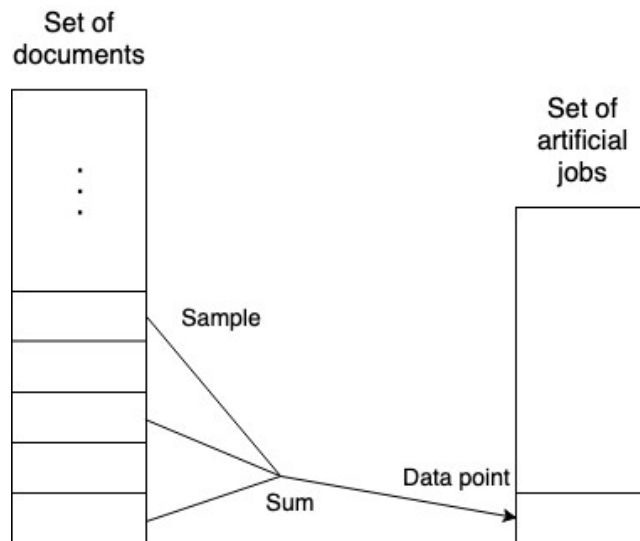 Set of
documents
Set of
artificial
jobs
Sample
Data point
Sum